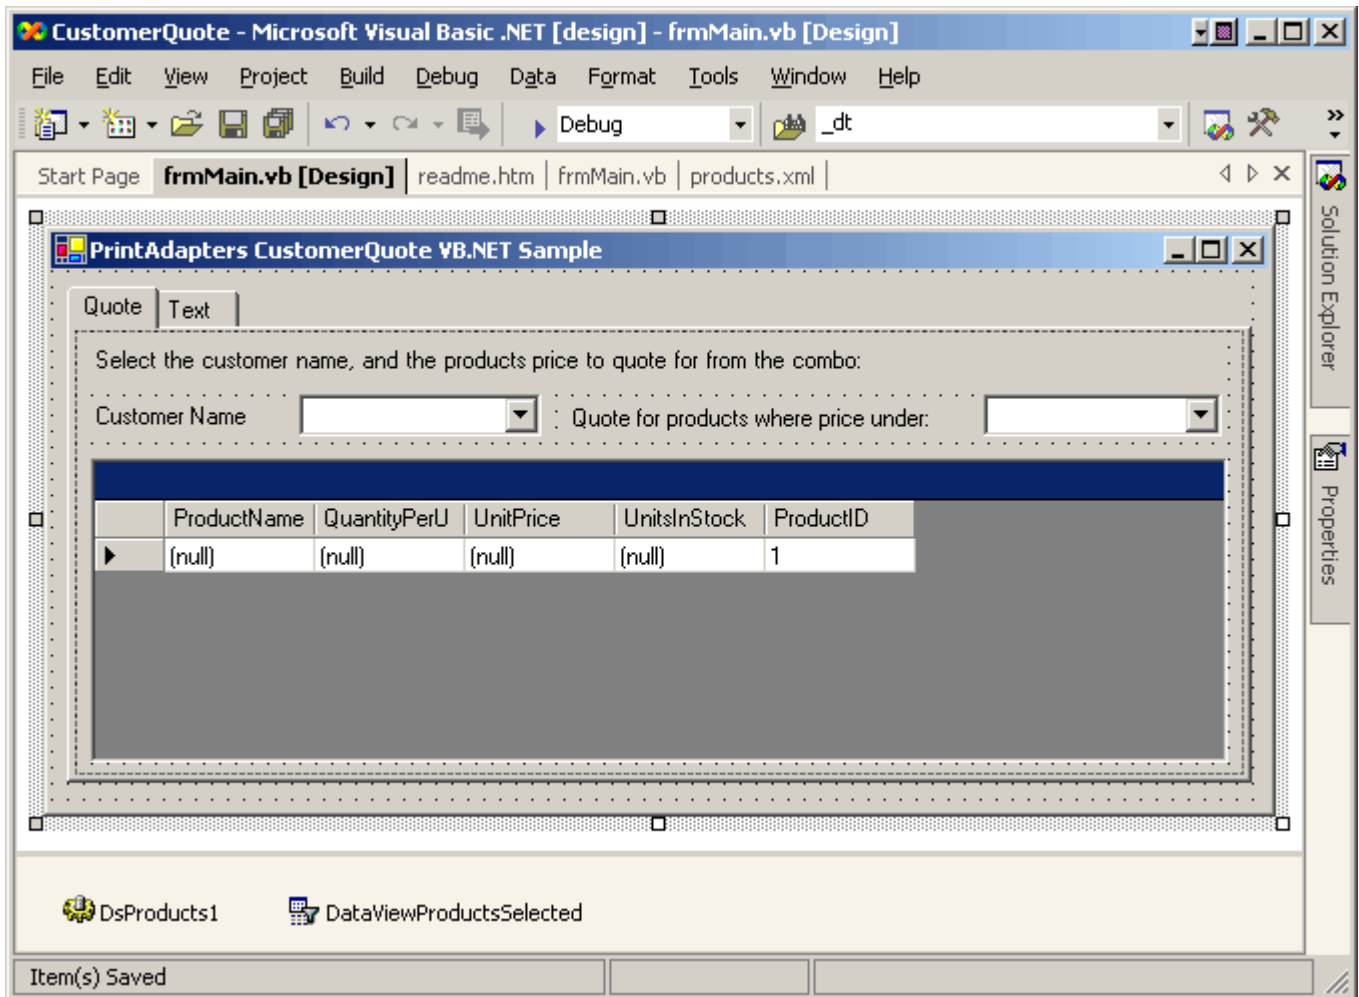 CustomerQuote - Microsoft Visual Basic .NET [design] - frmMain.vb [Design]
File Edit View Project Build Debug Data Format Tools Window Help
Debug _dt
Start Page frmMain.vb [Design] readme.htm frmMain.vb products.xml
PrintAdapters CustomerQuote VB.NET Sample
Quote Text
Select the customer name, and the products price to quote for from the combo:
Customer Name Quote for products where price under:
ProductName QuantityPerU UnitPrice UnitsInStock ProductID
(null) (null) (null) (null) 1
DsProducts1 DataViewProductsSelected
Item(s) Saved
Solution Explorer
Properties